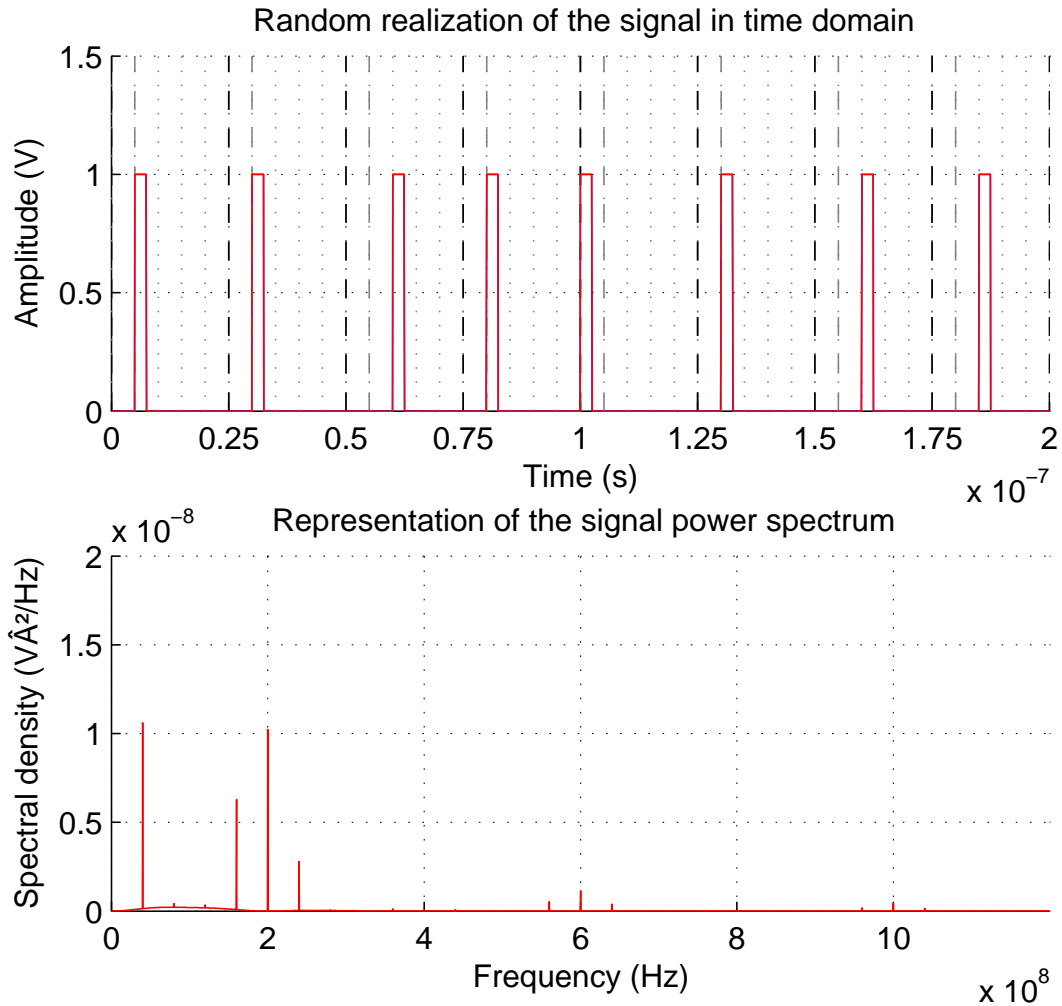 Random realization of the signal in time domain
1.5
1
0.5
0
Amplitude (V)
0 0.25 0.5 0.75 1 1.25 1.5 1.75 2
Time (s)
x 10−7
x 10−8
Representation of the signal power spectrum
2
1.5
1
0.5
0
Spectral density (VÂ²/Hz)
0 2 4 6 8 10
Frequency (Hz)
x 108